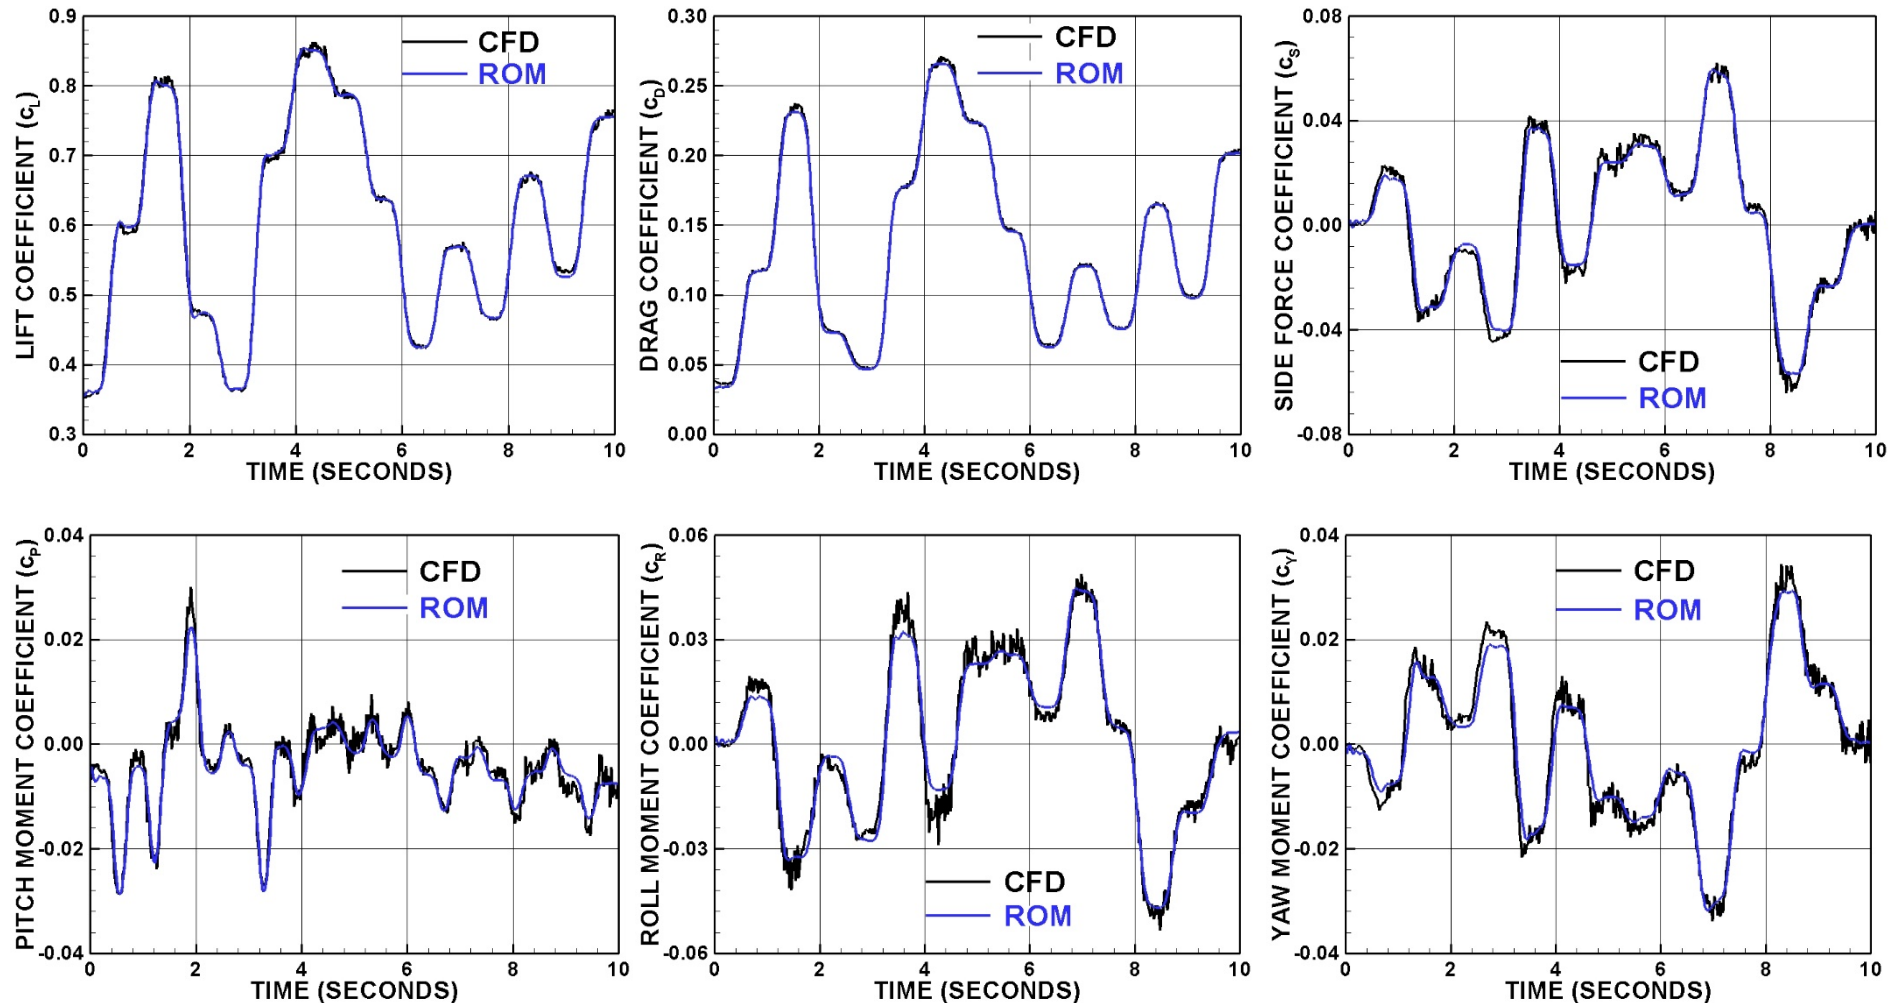 LIFT COEFFICIENT (cL)
0.9
0.8
0.7
0.6
0.5
0.4
0.3
CFD
ROM
0 2 4 6 8 10
TIME (SECONDS)
DRAG COEFFICIENT (cD)
0.30
0.25
0.20
0.15
0.10
0.05
0.00
CFD
ROM
0 2 4 6 8 10
TIME (SECONDS)
SIDE FORCE COEFFICIENT (cS)
0.08
0.04
0.00
-0.04
-0.08
CFD
ROM
0 2 4 6 8 10
TIME (SECONDS)
PITCH MOMENT COEFFICIENT (cP)
0.04
0.02
0.00
-0.02
-0.04
CFD
ROM
0 2 4 6 8 10
TIME (SECONDS)
ROLL MOMENT COEFFICIENT (cR)
0.06
0.03
0.00
-0.03
-0.06
CFD
ROM
0 2 4 6 8 10
TIME (SECONDS)
YAW MOMENT COEFFICIENT (cY)
0.04
0.02
0.00
-0.02
-0.04
CFD
ROM
0 2 4 6 8 10
TIME (SECONDS)